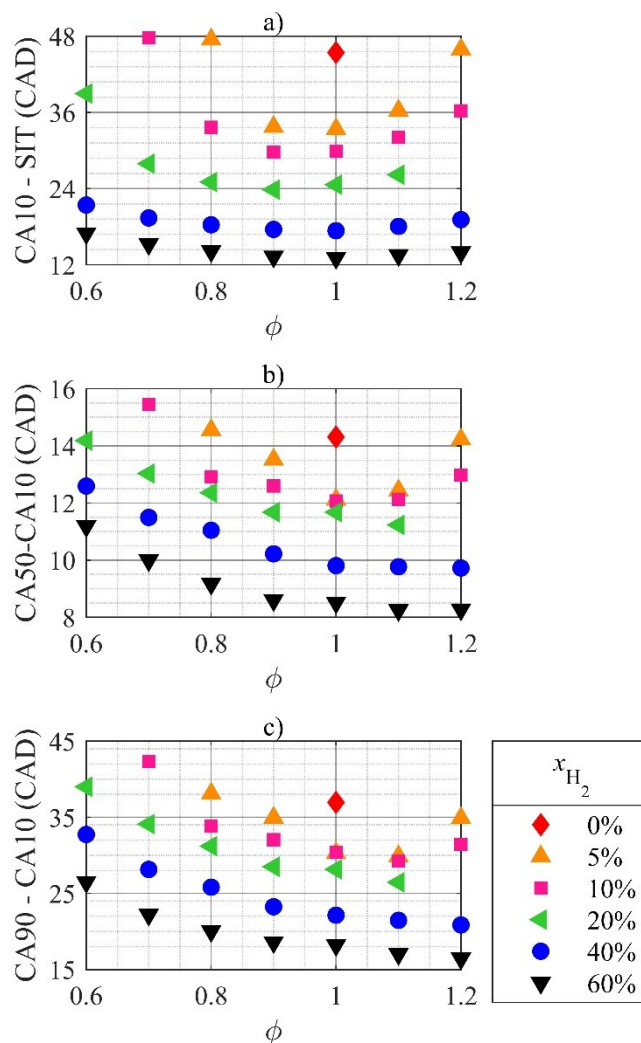 a)
CA10 - SIT (CAD)
48
36
24
12
0.6 0.8 1 1.2
ϕ
b)
CA50-CA10 (CAD)
16
14
12
10
8
0.6 0.8 1 1.2
ϕ
c)
CA90 - CA10 (CAD)
45
35
25
15
0.6 0.8 1 1.2
ϕ
x_H₂
0%
5%
10%
20%
40%
60%